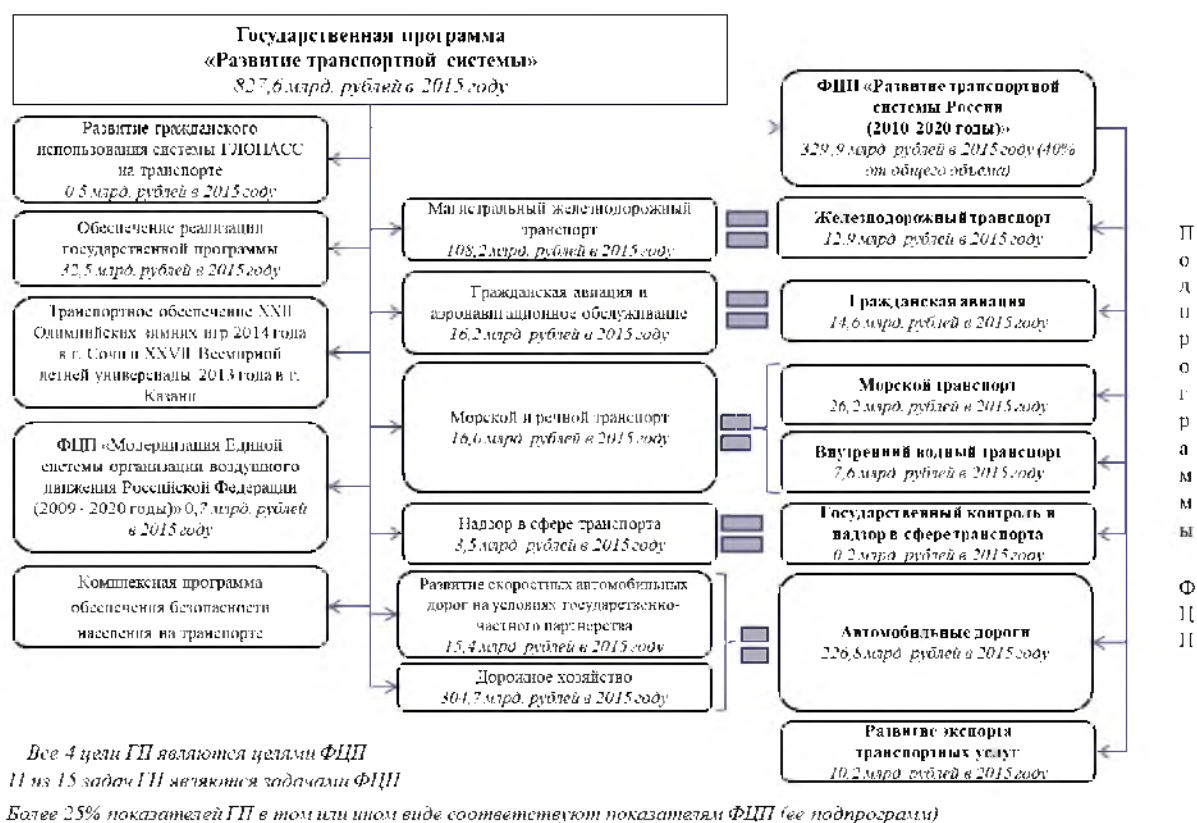 Государственная программа
«Развитие транспортной системы»
827,6 млрд. рублей в 2015 году
Развитие гражданского
использования системы ГЛОНАСС
на транспорте
0,5 млрд. рублей в 2015 году
Обеспечение реализации
государственной программы
32,5 млрд. рублей в 2015 году
Транспортное обеспечение XXII
Олимпийских зимних игр 2014 года
в г. Сочи и XXVII Всемирной
летней универсиады 2013 года в г.
Казани
ФЦП «Модернизация Единой
системы организации воздушного
движения Российской Федерации
(2009 - 2020 годы)» 0,7 млрд. рублей
в 2015 году
Комплексная программа
обеспечения безопасности
населения на транспорте
Магистральный железнодорожный
транспорт
108,2 млрд. рублей в 2015 году
Гражданская авиация и
аэронавигационное обслуживание
16,2 млрд. рублей в 2015 году
Морской и речной транспорт
16,6 млрд. рублей в 2015 году
Надзор в сфере транспорта
3,5 млрд. рублей в 2015 году
Развитие скоростных автомобильных
дорог на условиях государственно-
частного партнерства
15,4 млрд. рублей в 2015 году
Дорожное хозяйство
304,7 млрд. рублей в 2015 году
ФЦП «Развитие транспортной
системы России
(2010-2020 годы)»
329,9 млрд. рублей в 2015 году (40%
от общего объема)
Железнодорожный транспорт
12,9 млрд. рублей в 2015 году
Гражданская авиация
14,6 млрд. рублей в 2015 году
Морской транспорт
26,2 млрд. рублей в 2015 году
Внутренний водный транспорт
7,6 млрд. рублей в 2015 году
Государственный контроль и
надзор в сфере транспорта
0,2 млрд. рублей в 2015 году
Автомобильные дороги
226,8 млрд. рублей в 2015 году
Развитие экспорта
транспортных услуг
10,2 млрд. рублей в 2015 году
Подпрограммы ФЦП
Все 4 цели ГП являются целями ФЦП
11 из 15 задач ГП являются задачами ФЦП
Более 25% показателей ГП в том или ином виде соответствуют показателям ФЦП (ее подпрограмм)